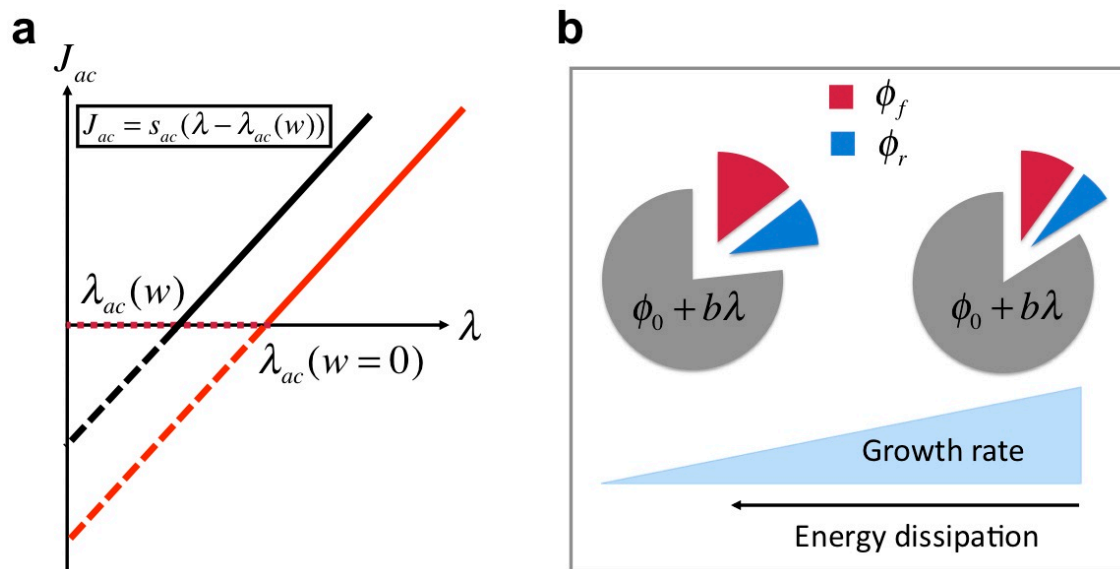 a
J_ac
J_ac = s_ac(λ − λ_ac(w))
λ_ac(w)
λ
λ_ac(w = 0)
b
ϕ_f
ϕ_r
ϕ_0 + bλ
ϕ_0 + bλ
Growth rate
Energy dissipation